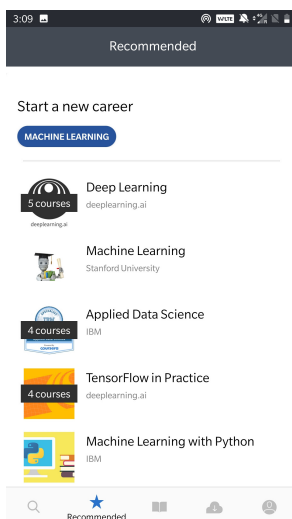 3:09
VoLTE
4G
Recommended
Start a new career
MACHINE LEARNING
Deep Learning
5 courses
deeplearning.ai
deeplearning.ai
Machine Learning
Stanford University
Applied Data Science
4 courses
IBM
TensorFlow in Practice
4 courses
deeplearning.ai
Machine Learning with Python
IBM
Recommended